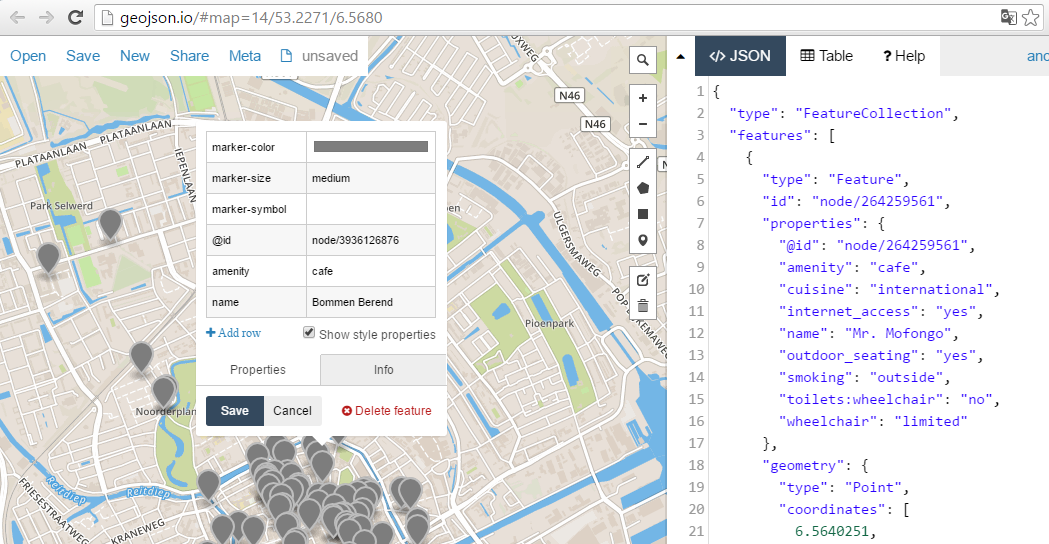 geojson.io/#map=14/53.2271/6.5680
Open Save New Share Meta unsaved
JSON Table ? Help anc
N46
N46
PLATAANLAAN
PLATAANLAAN
IEPENLAAN
Park Selwerd
ULGERSMAWEG
Ploenpark
Noorderplan
Reitdiep
Reitdiep
FRIESESTRAATWEG
KRANEWEG
marker-color
marker-size medium
marker-symbol
@id node/3936126876
amenity cafe
name Bommen Berend
+ Add row Show style properties
Properties Info
Save Cancel Delete feature
1 {
2 "type": "FeatureCollection",
3 "features": [
4 {
5 "type": "Feature",
6 "id": "node/264259561",
7 "properties": {
8 "@id": "node/264259561",
9 "amenity": "cafe",
10 "cuisine": "international",
11 "internet_access": "yes",
12 "name": "Mr. Mofongo",
13 "outdoor_seating": "yes",
14 "smoking": "outside",
15 "toilets:wheelchair": "no",
16 "wheelchair": "limited"
17 },
18 "geometry": {
19 "type": "Point",
20 "coordinates": [
21 6.5640251,